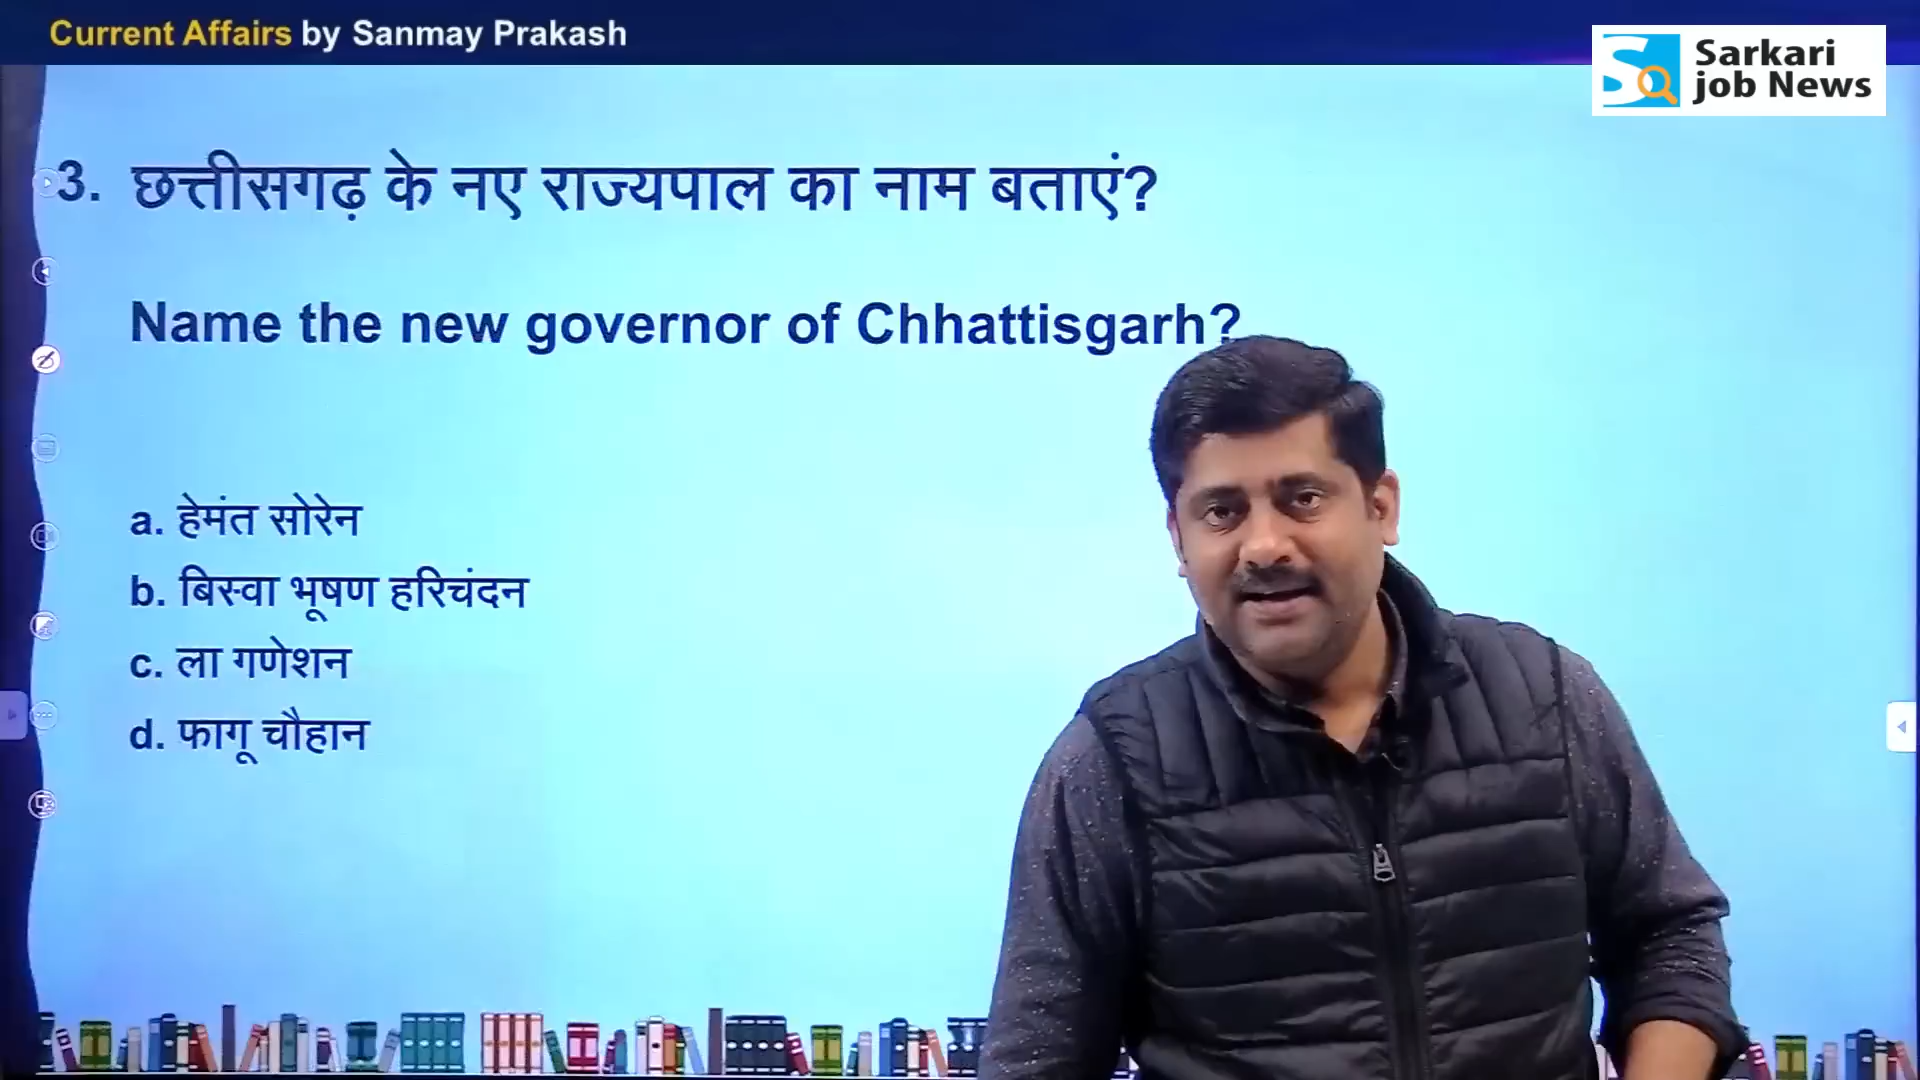 Current Affairs by Sanmay Prakash
Sarkari
job News
3. छत्तीसगढ़ के नए राज्यपाल का नाम बताएं?
Name the new governor of Chhattisgarh?
a. हेमंत सोरेन
b. बिस्वा भूषण हरिचंदन
c. ला गणेशन
d. फागू चौहान